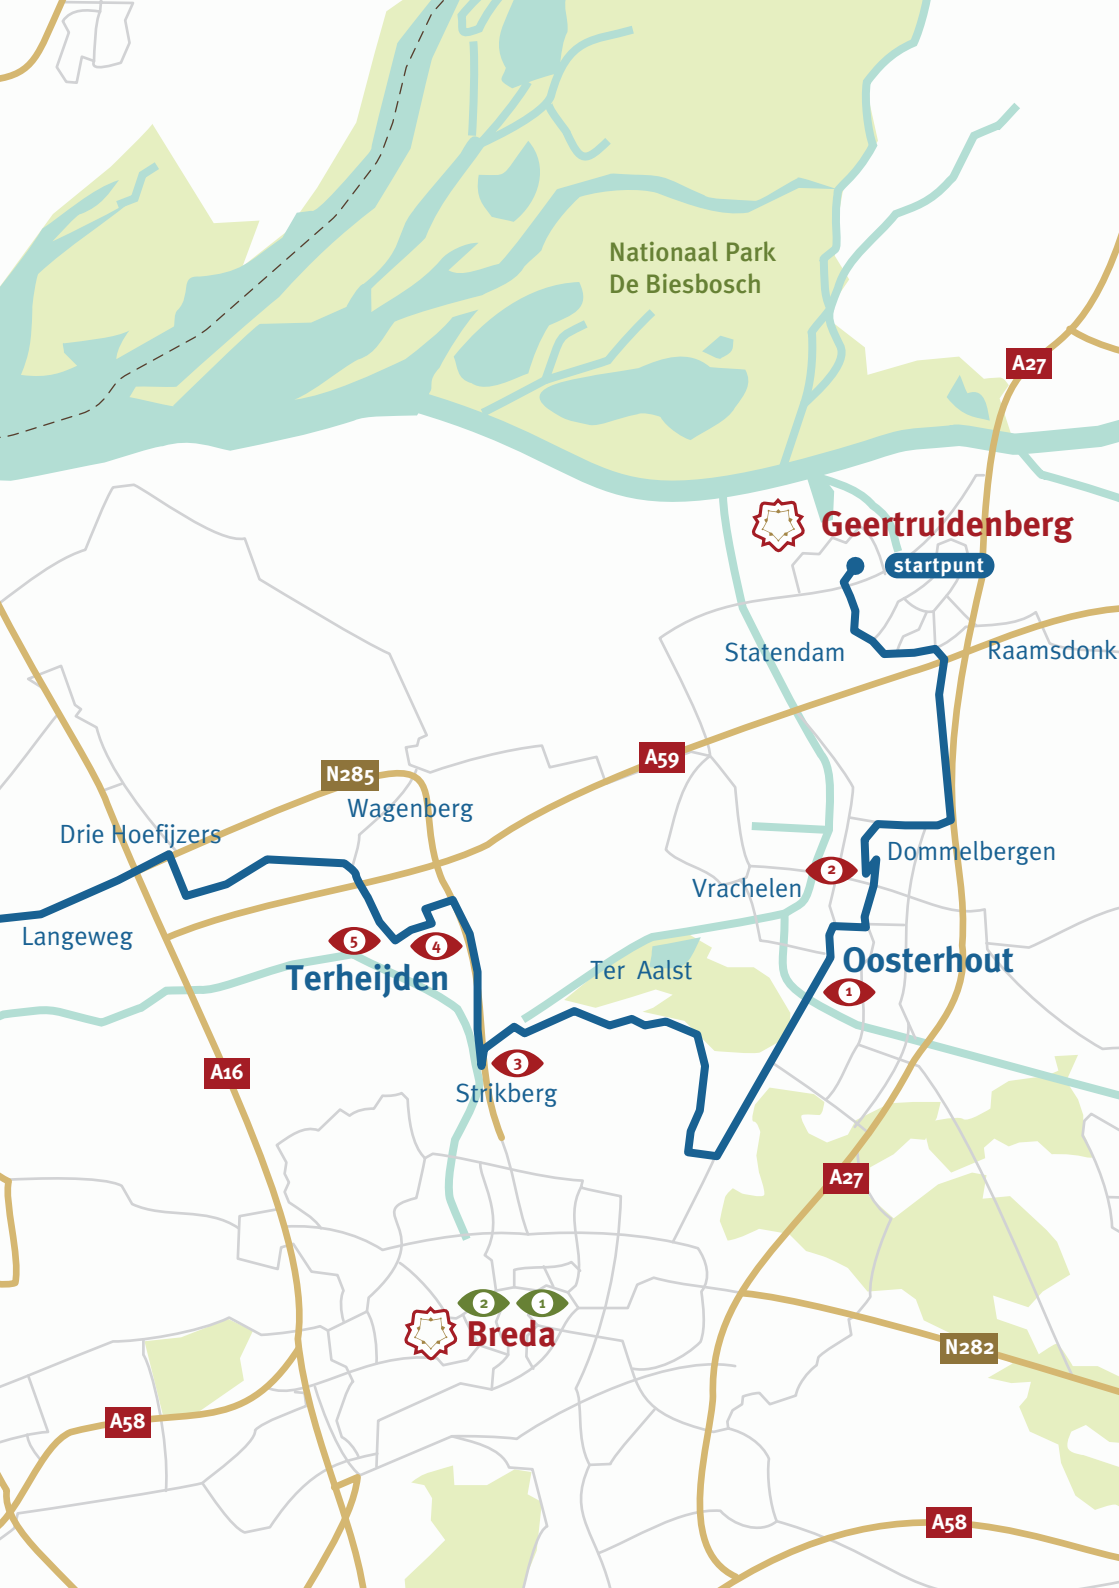 Nationaal Park
De Biesbosch
A27
Geertruidenberg
startpunt
Statendam
Raamsdonk
A59
N285
Wagenberg
Drie Hoefijzers
Dommelbergen
2
Vrachelen
Langeweg
5
4
Terheijden
Oosterhout
Ter Aalst
1
3
A16
Strikberg
A27
2
1
Breda
N282
A58
A58